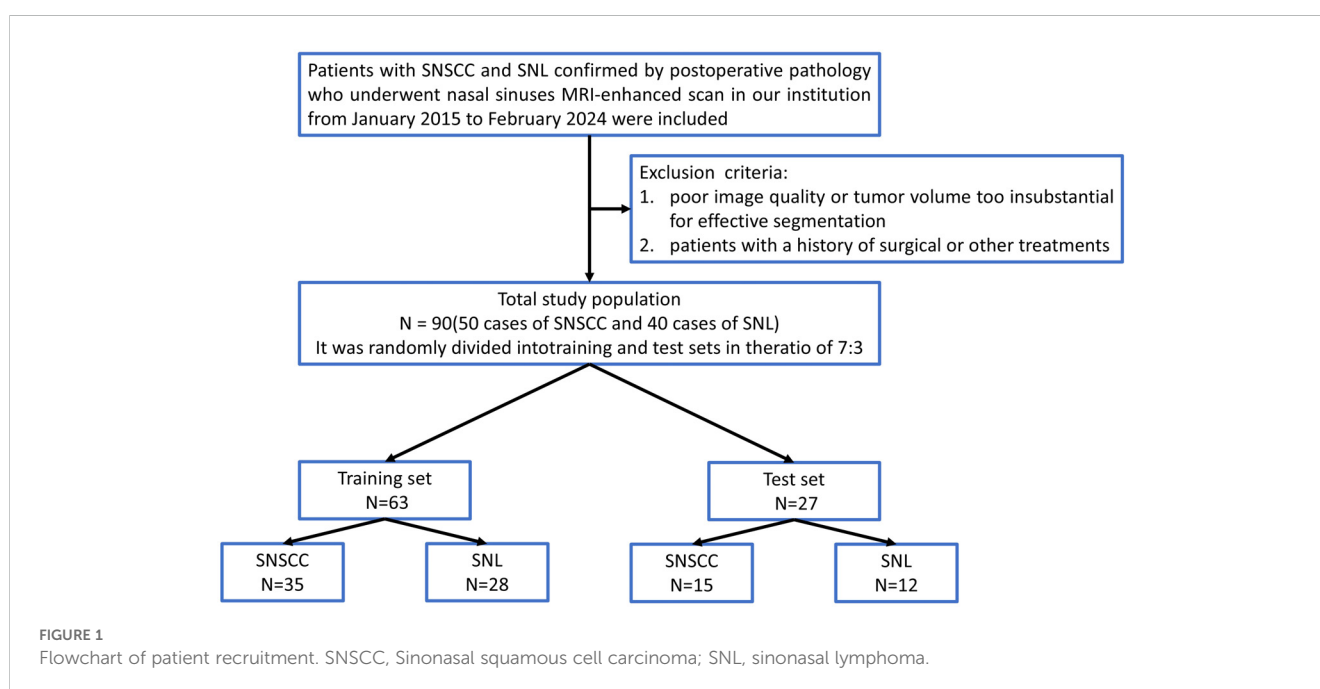 Patients with SNSCC and SNL confirmed by postoperative pathology
who underwent nasal sinuses MRI-enhanced scan in our institution
from January 2015 to February 2024 were included
Exclusion criteria:
1. poor image quality or tumor volume too insubstantial
for effective segmentation
2. patients with a history of surgical or other treatments
Total study population
N = 90(50 cases of SNSCC and 40 cases of SNL)
It was randomly divided intotraining and test sets in theratio of 7:3
Training set
N=63
Test set
N=27
SNSCC
N=35
SNL
N=28
SNSCC
N=15
SNL
N=12
FIGURE 1
Flowchart of patient recruitment. SNSCC, Sinonasal squamous cell carcinoma; SNL, sinonasal lymphoma.